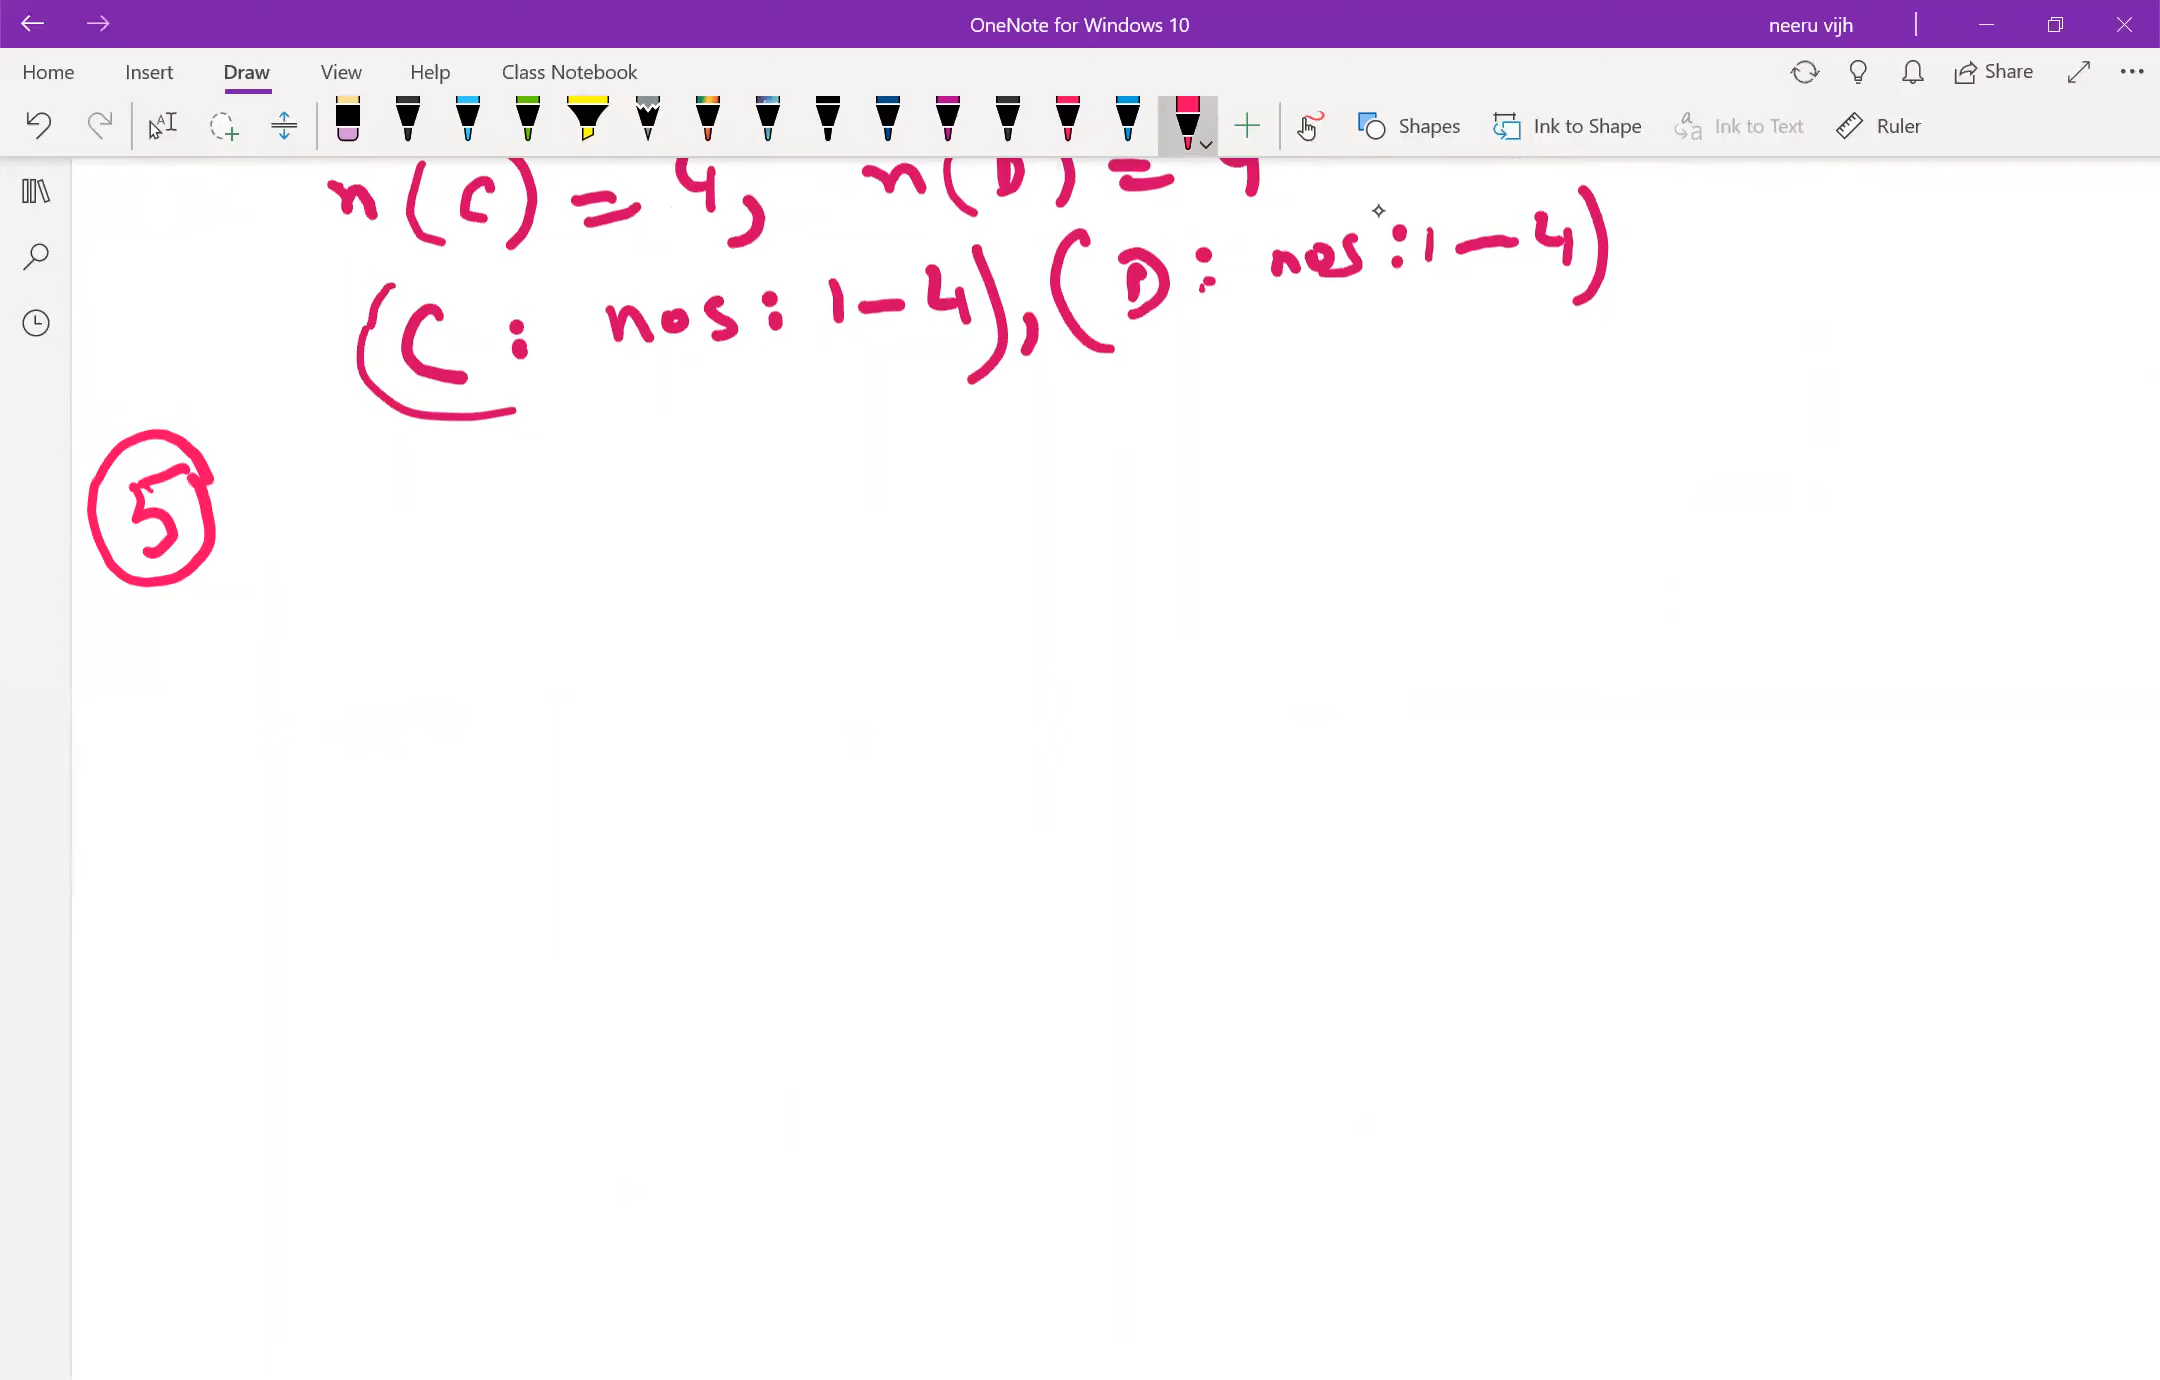 OneNote for Windows 10
neeru vijh
Home Insert Draw View Help Class Notebook Share
Shapes Ink to Shape Ink to Text Ruler
n(C) = 4, n(D) = 4
(C : nos : 1 – 4), (D : nos : 1 – 4)
5